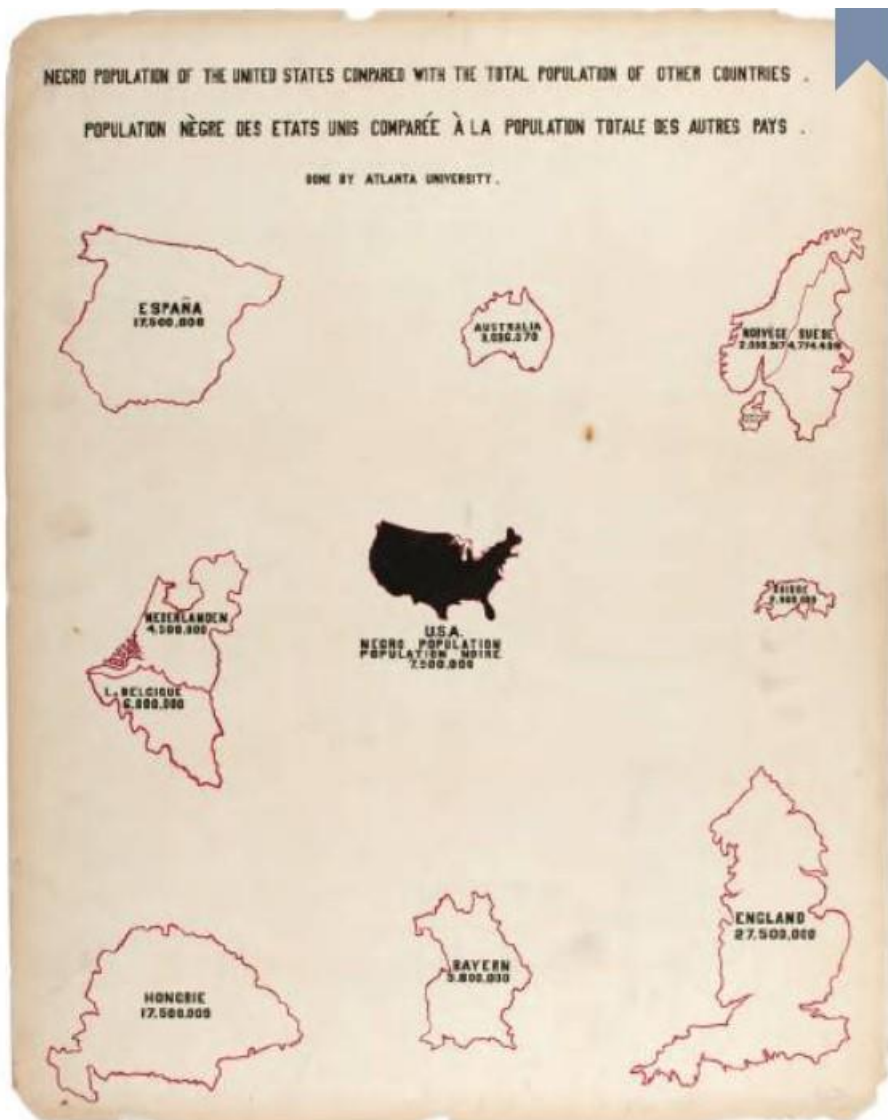 NEGRO POPULATION OF THE UNITED STATES COMPARED WITH THE TOTAL POPULATION OF OTHER COUNTRIES .
POPULATION NÈGRE DES ETATS UNIS COMPARÉE À LA POPULATION TOTALE DES AUTRES PAYS .
DONE BY ATLANTA UNIVERSITY .
ESPAÑA
17,500,000
AUSTRALIA
NORVÈGE SUEDE
NEDERLANDEN
4,500,000
L. BELGIQUE
6,000,000
U.S.A.
NEGRO POPULATION
POPULATION NOIRE
7,500,000
SUISSE
ENGLAND
27,500,000
BAYERN
5,800,000
HONGRIE
17,500,000